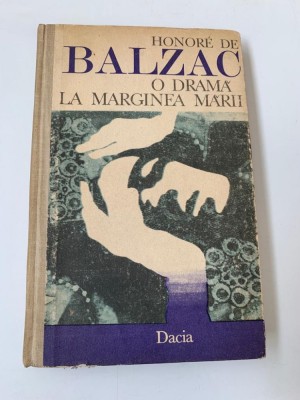 HONORÉ DE
BALZAC
O DRAMĂ
LA MARGINEA MĂRII
Dacia